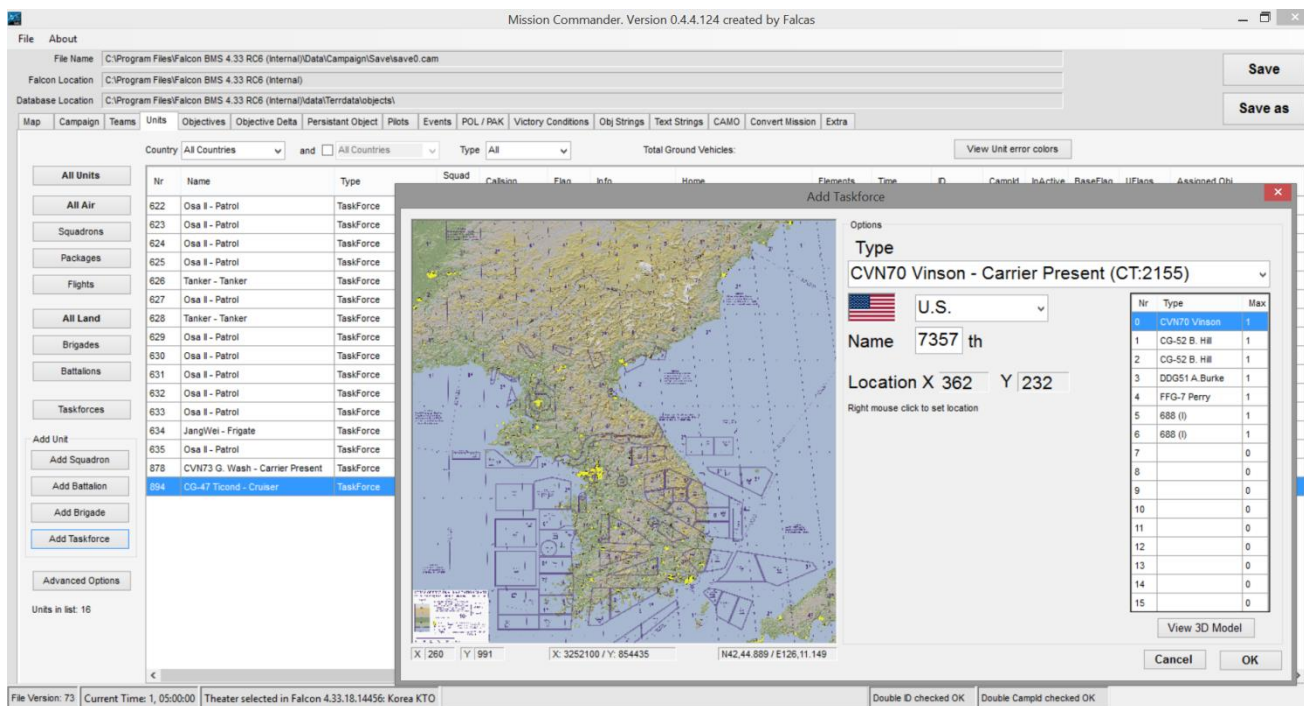 Mission Commander. Version 0.4.4.124 created by Falcas
File About
File Name C:\Program Files\Falcon BMS 4.33 RC6 (Internal)\Data\Campaign\Save\save0.cam
Falcon Location C:\Program Files\Falcon BMS 4.33 RC6 (Internal)
Database Location C:\Program Files\Falcon BMS 4.33 RC6 (Internal)\data\Terrdata\objects\
Save
Save as
Map Campaign Teams Units Objectives Objective Delta Persistant Object Pilots Events POL / PAK Victory Conditions Obj Strings Text Strings CAMO Convert Mission Extra
Country All Countries and All Countries Type All Total Ground Vehicles: View Unit error colors
All Units
All Air
Squadrons
Packages
Flights
All Land
Brigades
Battalions
Taskforces
Add Unit
Add Squadron
Add Battalion
Add Brigade
Add Taskforce
Advanced Options
Units in list: 16
Nr Name Type Squad Callsign Flag Info Home Elements Time ID CampId InActive BaseFlag UFlags Assigned Obj
622 Osa II - Patrol TaskForce
623 Osa II - Patrol TaskForce
624 Osa II - Patrol TaskForce
625 Osa II - Patrol TaskForce
626 Tanker - Tanker TaskForce
627 Osa II - Patrol TaskForce
628 Tanker - Tanker TaskForce
629 Osa II - Patrol TaskForce
630 Osa II - Patrol TaskForce
631 Osa II - Patrol TaskForce
632 Osa II - Patrol TaskForce
633 Osa II - Patrol TaskForce
634 JangWei - Frigate TaskForce
635 Osa II - Patrol TaskForce
878 CVN73 G. Wash - Carrier Present TaskForce
894 CG-47 Ticond - Cruiser TaskForce
Add Taskforce
Options
Type
CVN70 Vinson - Carrier Present (CT:2155)
U.S.
Name 7357 th
Location X 362 Y 232
Right mouse click to set location
Nr Type Max
0 CVN70 Vinson 1
1 CG-52 B. Hill 1
2 CG-52 B. Hill 1
3 DDG51 A.Burke 1
4 FFG-7 Perry 1
5 688 (I) 1
6 688 (I) 1
7 0
8 0
9 0
10 0
11 0
12 0
13 0
14 0
15 0
View 3D Model
X 260 Y 991 X: 3252100 / Y: 854435 N42,44.889 / E126,11.149
Cancel OK
File Version: 73 Current Time: 1, 05:00:00 Theater selected in Falcon 4.33.18.14456: Korea KTO Double ID checked OK Double CampId checked OK